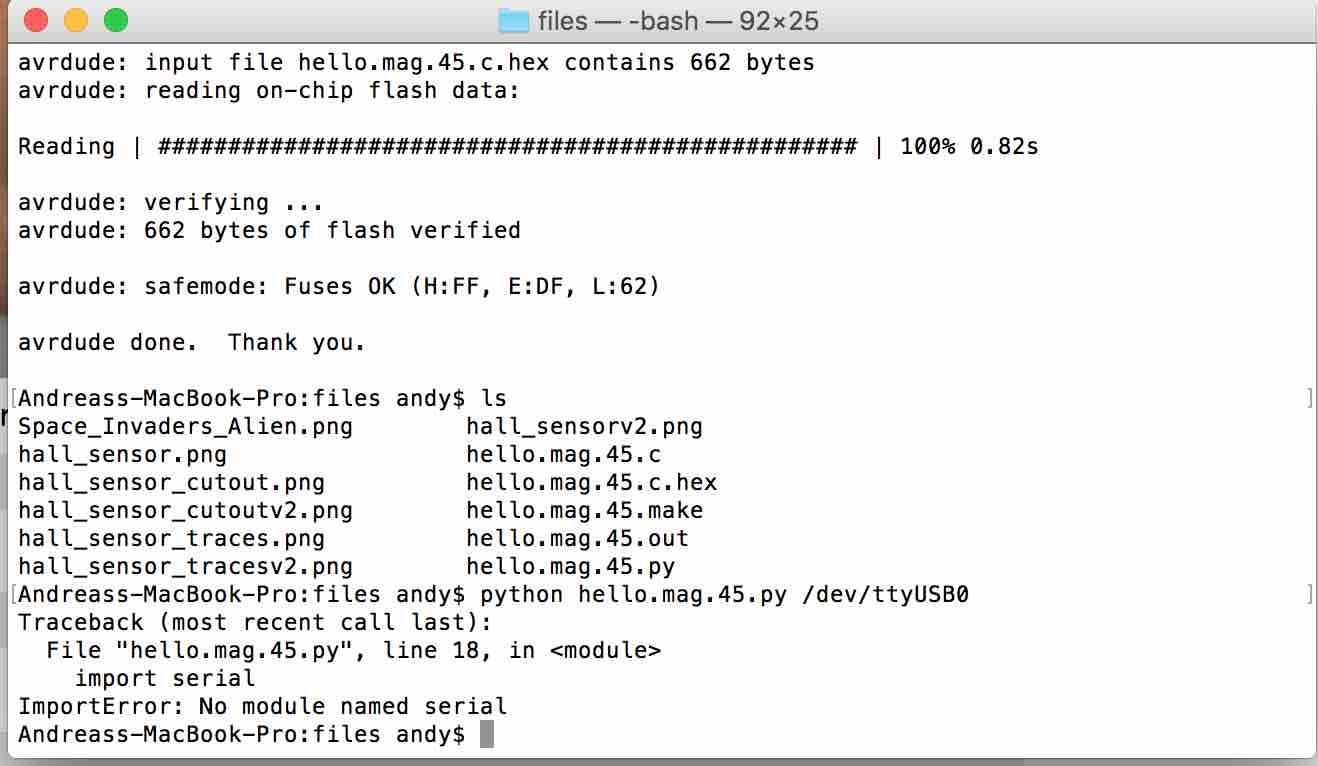 files — -bash — 92×25
avrdude: input file hello.mag.45.c.hex contains 662 bytes
avrdude: reading on-chip flash data:
Reading | ################################################## | 100% 0.82s
avrdude: verifying ...
avrdude: 662 bytes of flash verified
avrdude: safemode: Fuses OK (H:FF, E:DF, L:62)
avrdude done.  Thank you.
[Andreass-MacBook-Pro:files andy$ ls ]
Space_Invaders_Alien.png        hall_sensorv2.png
hall_sensor.png                 hello.mag.45.c
hall_sensor_cutout.png          hello.mag.45.c.hex
hall_sensor_cutoutv2.png        hello.mag.45.make
hall_sensor_traces.png          hello.mag.45.out
hall_sensor_tracesv2.png        hello.mag.45.py
[Andreass-MacBook-Pro:files andy$ python hello.mag.45.py /dev/ttyUSB0 ]
Traceback (most recent call last):
  File "hello.mag.45.py", line 18, in <module>
    import serial
ImportError: No module named serial
Andreass-MacBook-Pro:files andy$